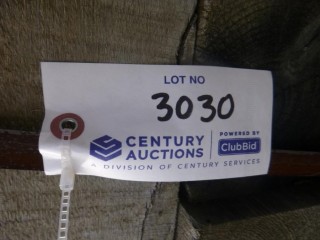 LOT NO
3030
CENTURY AUCTIONS
POWERED BY
ClubBid
A DIVISION OF CENTURY SERVICES